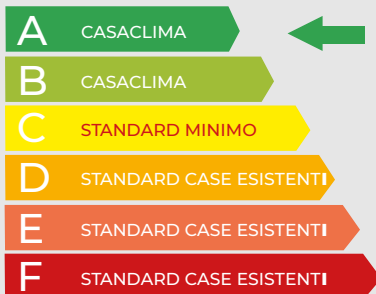 A CASACLIMA
B CASACLIMA
C STANDARD MINIMO
D STANDARD CASE ESISTENTI
E STANDARD CASE ESISTENTI
F STANDARD CASE ESISTENTI